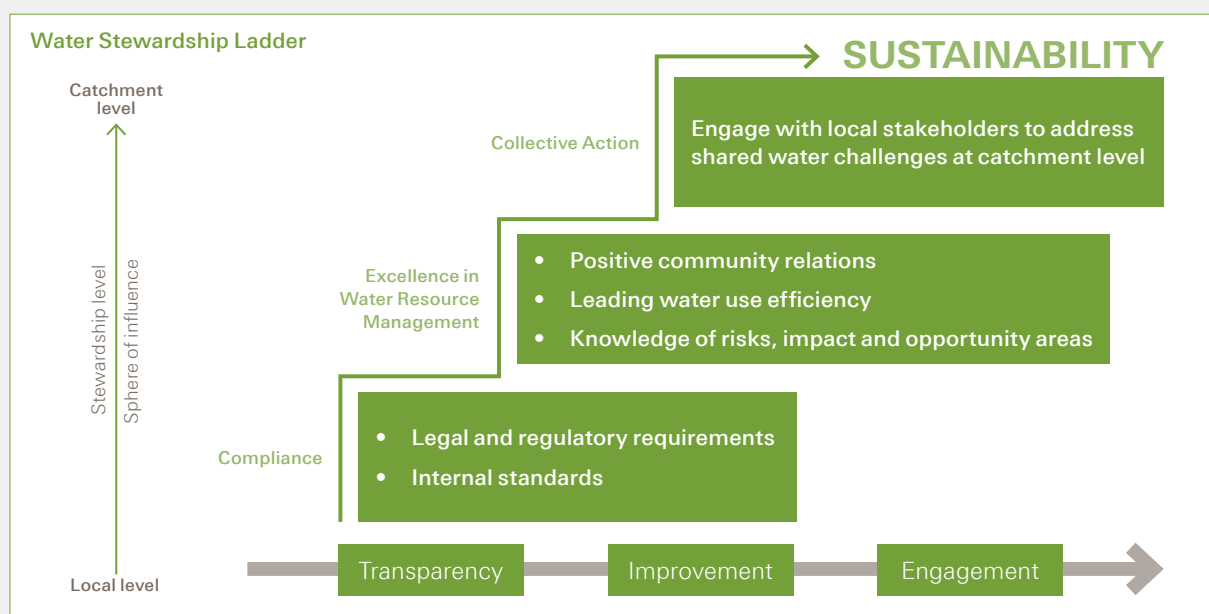 Water Stewardship Ladder
SUSTAINABILITY
Catchment
level
Stewardship level
Sphere of influence
Local level
Collective Action
Engage with local stakeholders to address
shared water challenges at catchment level
Excellence in
Water Resource
Management
• Positive community relations
• Leading water use efficiency
• Knowledge of risks, impact and opportunity areas
Compliance
• Legal and regulatory requirements
• Internal standards
Transparency
Improvement
Engagement